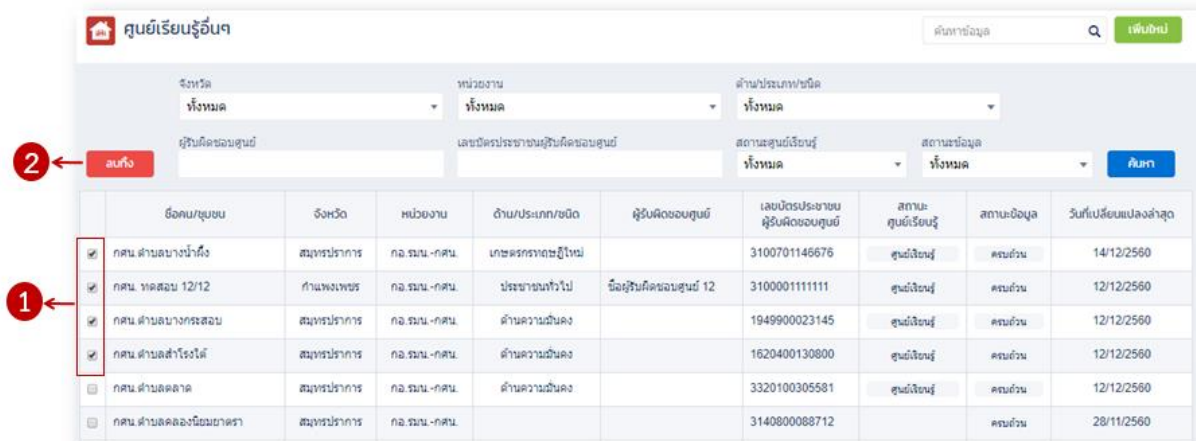 ศูนย์เรียนรู้อื่นๆ
ค้นหาข้อมูล
เพิ่มใหม่
จังหวัด หน่วยงาน ด้าน/ประเภท/ชนิด
ทั้งหมด ทั้งหมด ทั้งหมด
ผู้รับผิดชอบศูนย์ เลขบัตรประชาชนผู้รับผิดชอบศูนย์ สถานะศูนย์เรียนรู้ สถานะข้อมูล
2 ลบทิ้ง ทั้งหมด ทั้งหมด ค้นหา
ชื่อคน/ชุมชน จังหวัด หน่วยงาน ด้าน/ประเภท/ชนิด ผู้รับผิดชอบศูนย์ เลขบัตรประชาชน ผู้รับผิดชอบศูนย์ สถานะ ศูนย์เรียนรู้ สถานะข้อมูล วันที่เปลี่ยนแปลงล่าสุด
กศน.ตำบลบางน้ำผึ้ง สมุทรปราการ กอ.รมน.-กศน. เกษตรกรทฤษฎีใหม่ 3100701146676 ศูนย์เรียนรู้ ครบถ้วน 14/12/2560
1 กศน. ทดสอบ 12/12 กำแพงเพชร กอ.รมน.-กศน. ประชาชนทั่วไป ชื่อผู้รับผิดชอบศูนย์ 12 3100001111111 ศูนย์เรียนรู้ ครบถ้วน 12/12/2560
กศน.ตำบลบางกระสอบ สมุทรปราการ กอ.รมน.-กศน. ด้านความมั่นคง 1949900023145 ศูนย์เรียนรู้ ครบถ้วน 12/12/2560
กศน.ตำบลสำโรงใต้ สมุทรปราการ กอ.รมน.-กศน. ด้านความมั่นคง 1620400130800 ศูนย์เรียนรู้ ครบถ้วน 12/12/2560
กศน.ตำบลตลาด สมุทรปราการ กอ.รมน.-กศน. ด้านความมั่นคง 3320100305581 ศูนย์เรียนรู้ ครบถ้วน 12/12/2560
กศน.ตำบลคลองนิยมยาตรา สมุทรปราการ กอ.รมน.-กศน. 3140800088712 ครบถ้วน 28/11/2560